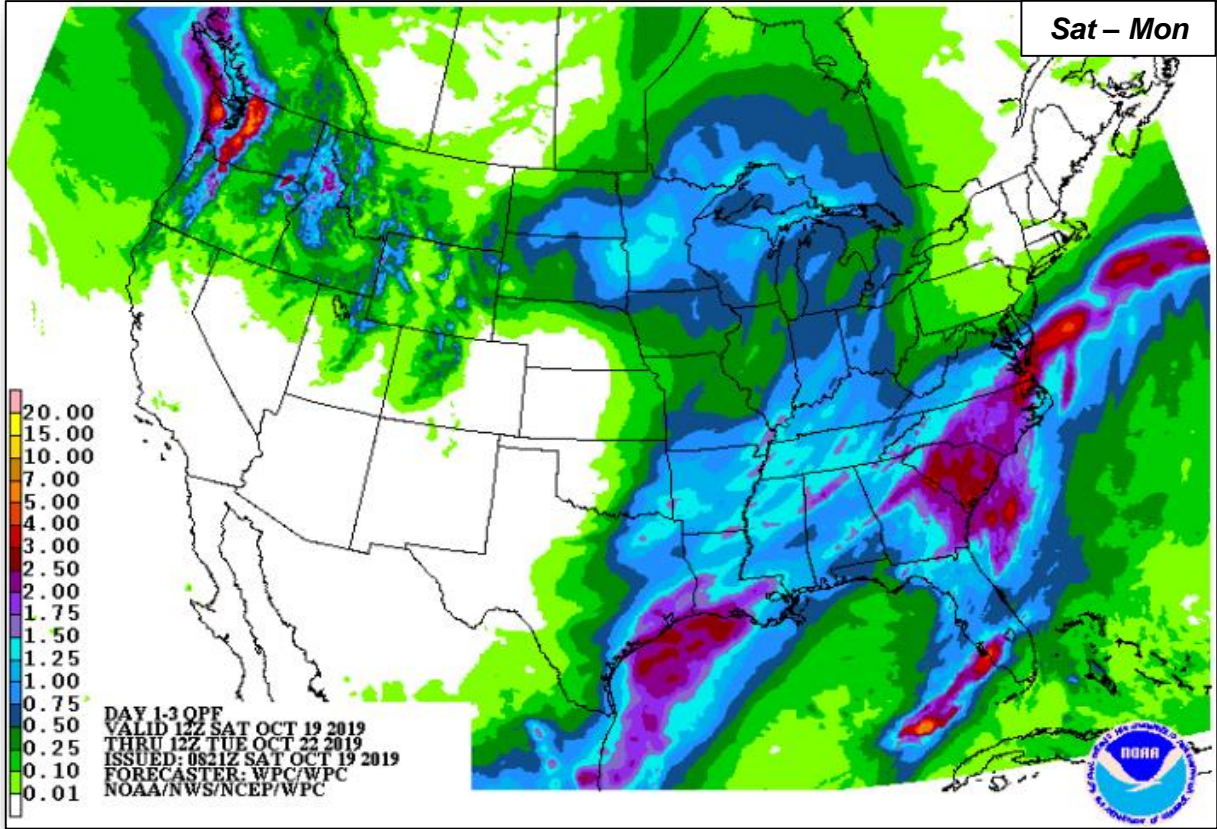 Sat – Mon
20.00
15.00
10.00
7.00
5.00
4.00
3.00
2.50
2.00
1.75
1.50
1.25
1.00
0.75
0.50
0.25
0.10
0.01
DAY 1-3 QPF
VALID 12Z SAT OCT 19 2019
THRU 12Z TUE OCT 22 2019
ISSUED: 0821Z SAT OCT 19 2019
FORECASTER: WPC/WPC
NOAA/NWS/NCEP/WPC
NOAA